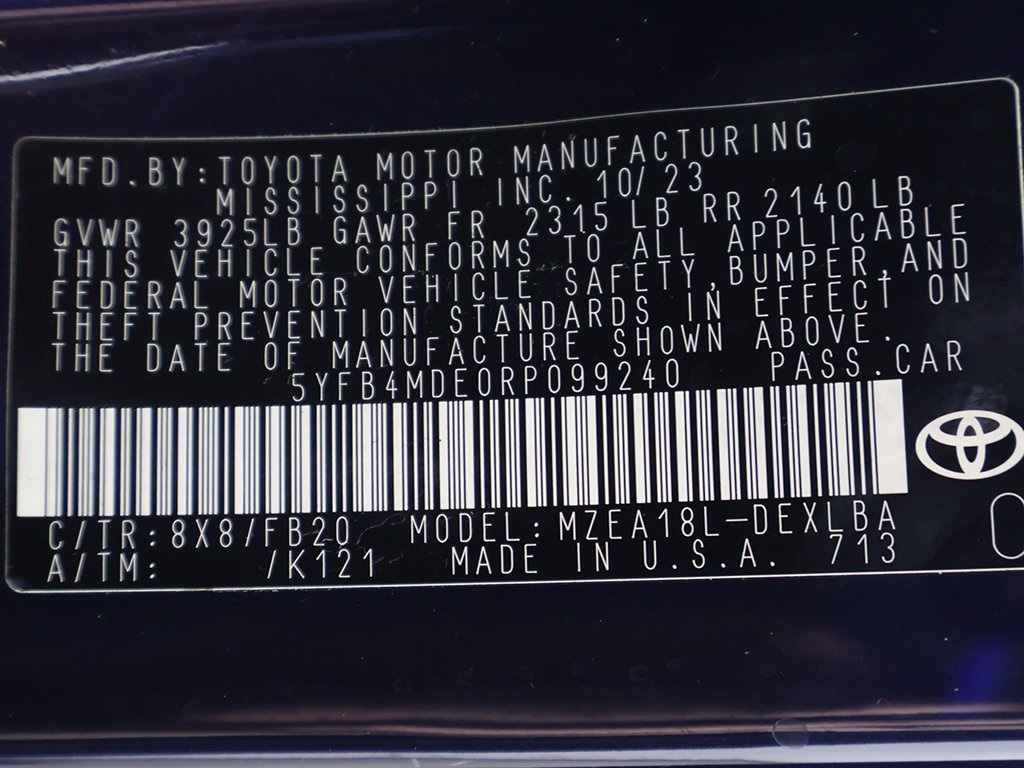 MFD.BY:TOYOTA MOTOR MANUFACTURING
MISSISSIPPI INC. 10/23
GVWR 3925LB GAWR FR 2315LB RR 2140LB
THIS VEHICLE CONFORMS TO ALL APPLICABLE
FEDERAL MOTOR VEHICLE SAFETY,BUMPER,AND
THEFT PREVENTION STANDARDS IN EFFECT ON
THE DATE OF MANUFACTURE SHOWN ABOVE.
5YFB4MDE0RP099240 PASS.CAR
C/TR:8X8/FB20 MODEL:MZEA18L-DEXLBA
A/TM: /K121 MADE IN U.S.A. 713